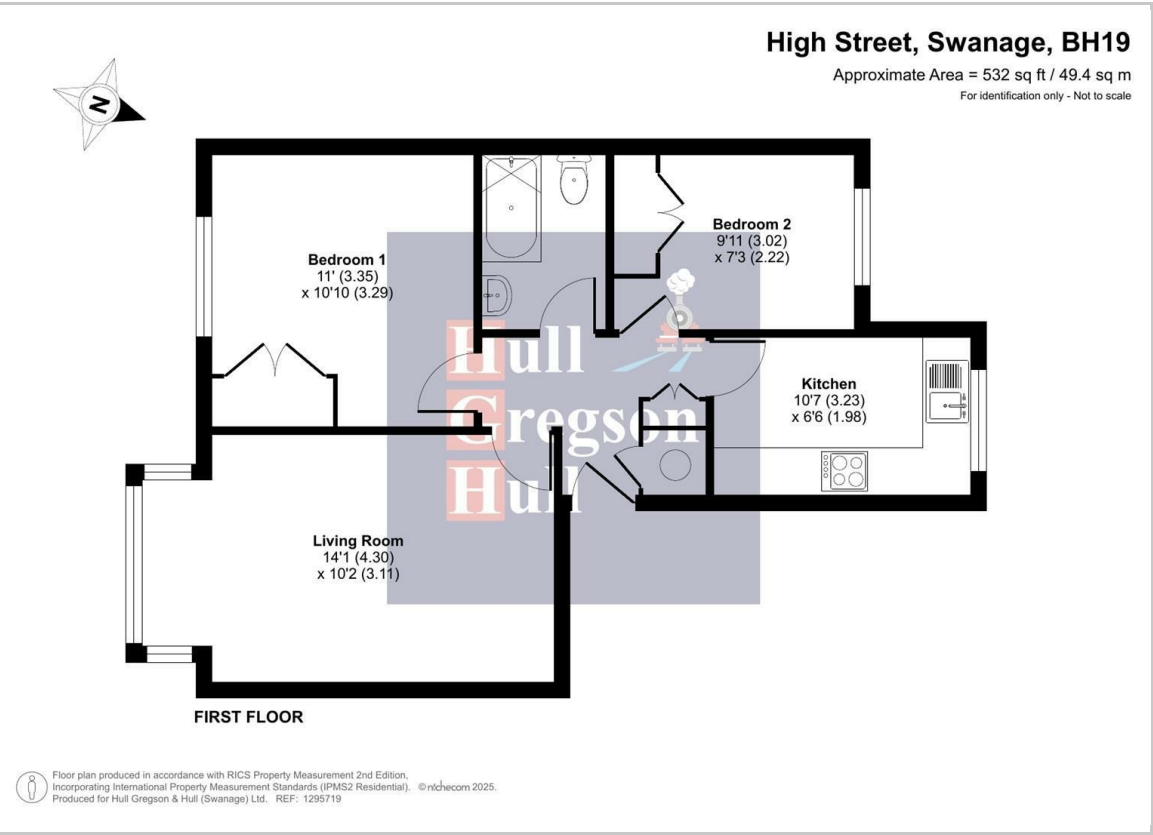 High Street, Swanage, BH19
Approximate Area = 532 sq ft / 49.4 sq m
For identification only - Not to scale
N
Bedroom 1
11' (3.35)
x 10'10 (3.29)
Bedroom 2
9'11 (3.02)
x 7'3 (2.22)
Kitchen
10'7 (3.23)
x 6'6 (1.98)
Hull
Gregson
Hull
Living Room
14'1 (4.30)
x 10'2 (3.11)
FIRST FLOOR
Floor plan produced in accordance with RICS Property Measurement 2nd Edition,
Incorporating International Property Measurement Standards (IPMS2 Residential). © nichecom 2025.
Produced for Hull Gregson & Hull (Swanage) Ltd. REF: 1295719